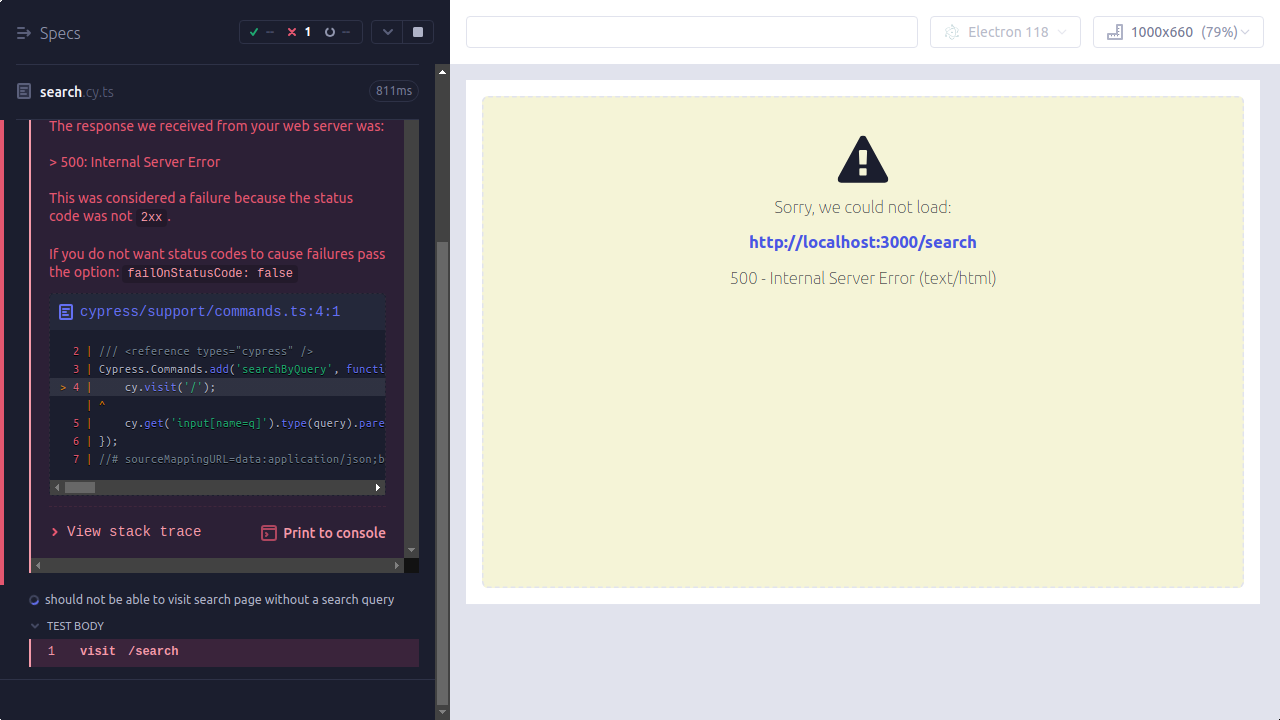 Specs
--
1
--
search.cy.ts
811ms
The response we received from your web server was:
> 500: Internal Server Error
This was considered a failure because the status
code was not 2xx.
If you do not want status codes to cause failures pass
the option: failOnStatusCode: false
cypress/support/commands.ts:4:1
2 | /// <reference types="cypress" />
3 | Cypress.Commands.add('searchByQuery', functi
> 4 | cy.visit('/');
| ^
5 | cy.get('input[name=q]').type(query).pare
6 | });
7 | //# sourceMappingURL=data:application/json;b
> View stack trace
Print to console
should not be able to visit search page without a search query
TEST BODY
1 visit /search
Electron 118
1000x660 (79%)
Sorry, we could not load:
http://localhost:3000/search
500 - Internal Server Error (text/html)